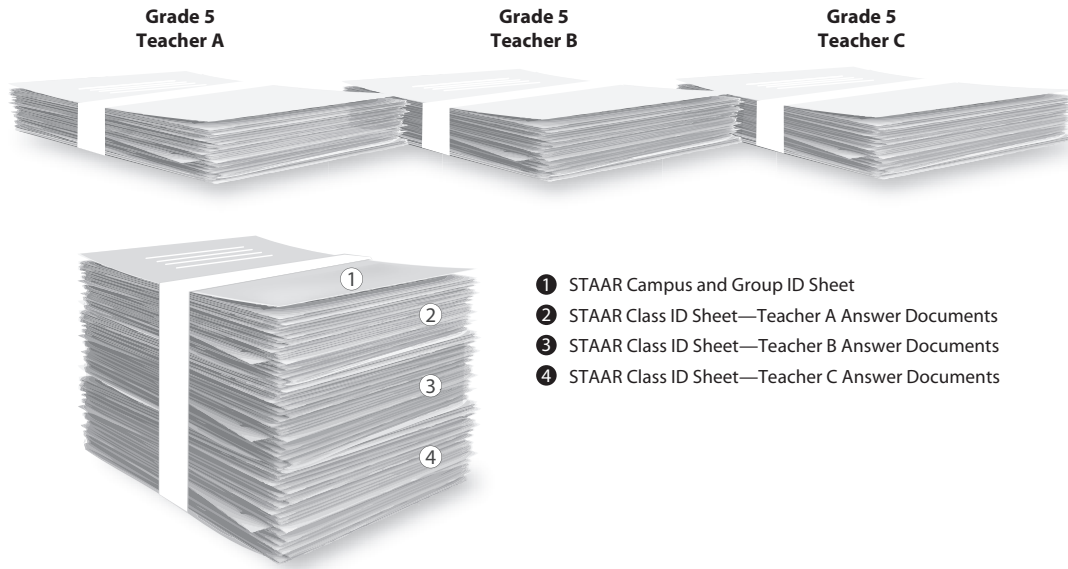 Grade 5
Teacher A
Grade 5
Teacher B
Grade 5
Teacher C
1
2
3
4
1 STAAR Campus and Group ID Sheet
2 STAAR Class ID Sheet—Teacher A Answer Documents
3 STAAR Class ID Sheet—Teacher B Answer Documents
4 STAAR Class ID Sheet—Teacher C Answer Documents